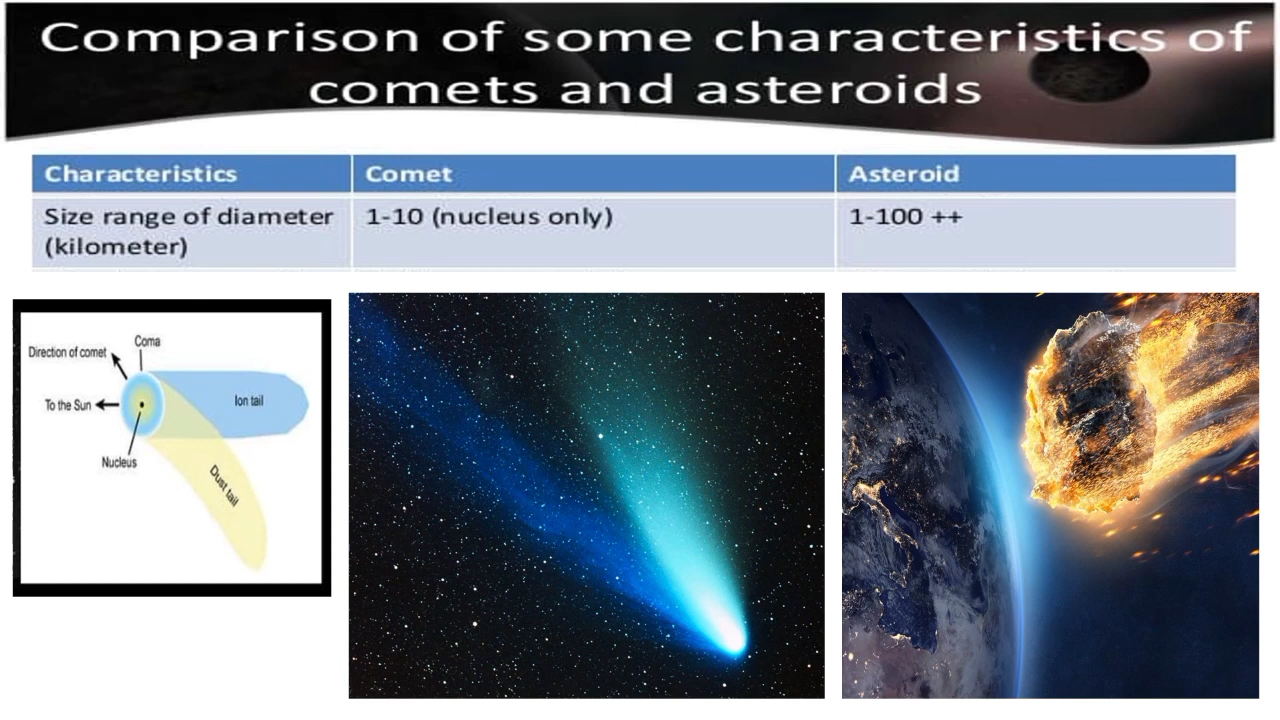 Comparison of some characteristics of
comets and asteroids
Characteristics
Comet
Asteroid
Size range of diameter
(kilometer)
1-10 (nucleus only)
1-100 ++
Coma
Direction of comet
To the Sun
Ion tail
Nucleus
Dust tail